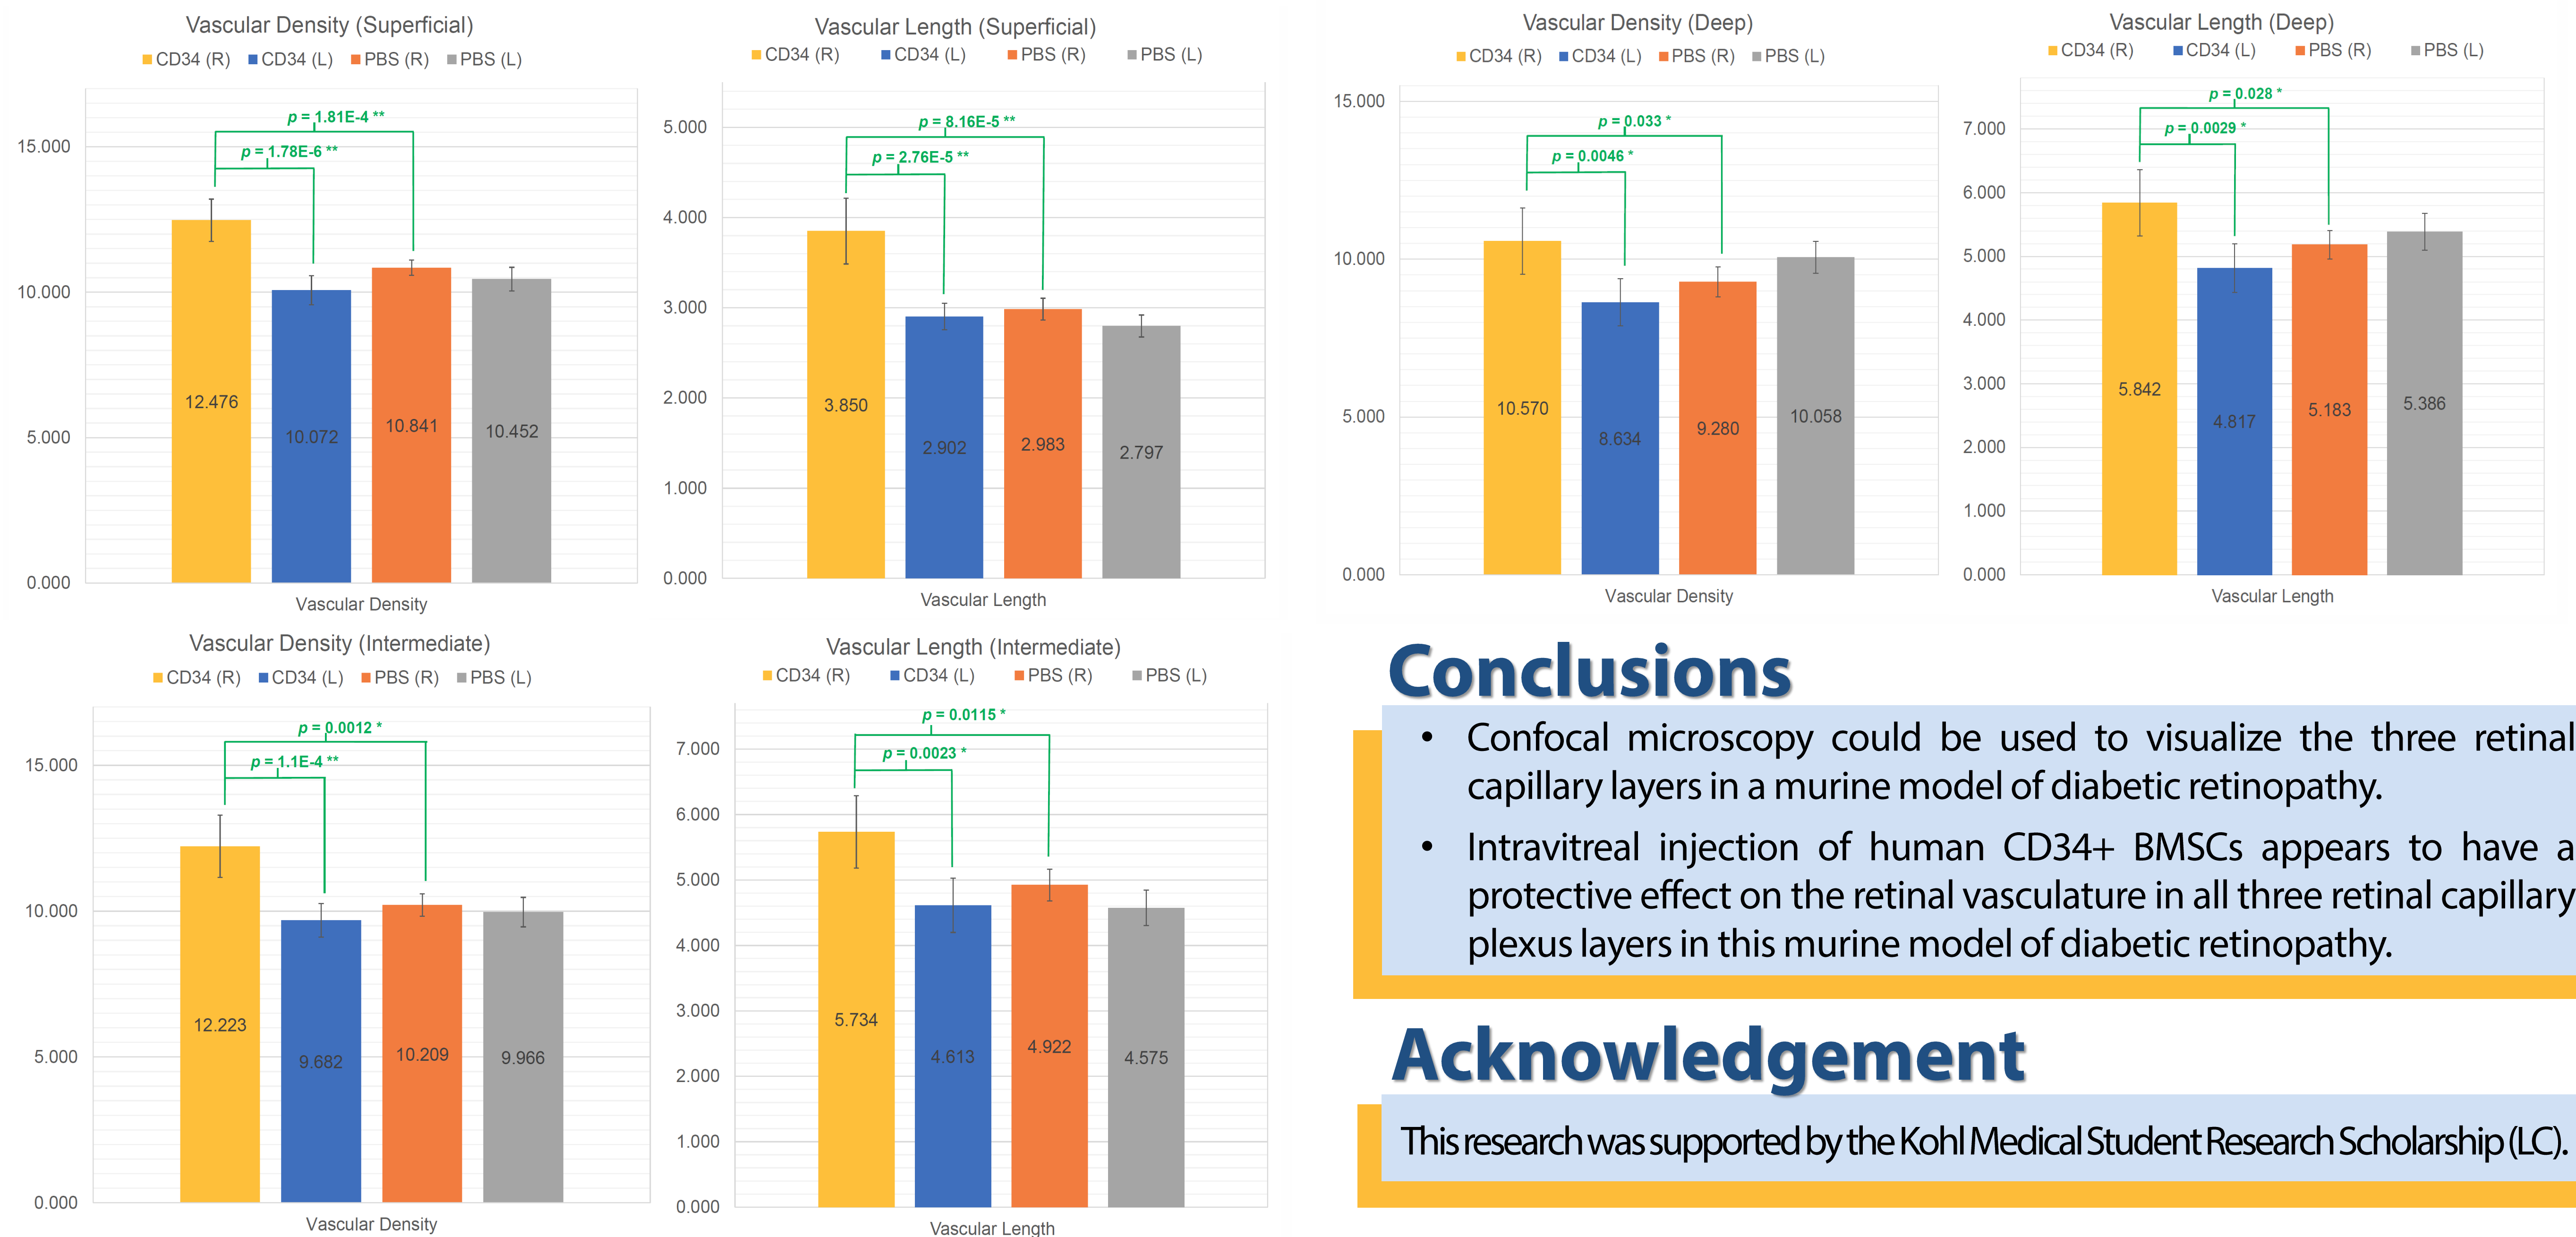 Vascular Density (Superficial)
CD34 (R) CD34 (L) PBS (R) PBS (L)
p = 1.81E-4 **
p = 1.78E-6 **
15.000
10.000
5.000
0.000
12.476
10.072
10.841
10.452
Vascular Density
Vascular Length (Superficial)
CD34 (R) CD34 (L) PBS (R) PBS (L)
p = 8.16E-5 **
p = 2.76E-5 **
5.000
4.000
3.000
2.000
1.000
0.000
3.850
2.902
2.983
2.797
Vascular Length
Vascular Density (Deep)
CD34 (R) CD34 (L) PBS (R) PBS (L)
p = 0.033 *
p = 0.0046 *
15.000
10.000
5.000
0.000
10.570
8.634
9.280
10.058
Vascular Density
Vascular Length (Deep)
CD34 (R) CD34 (L) PBS (R) PBS (L)
p = 0.028 *
p = 0.0029 *
7.000
6.000
5.000
4.000
3.000
2.000
1.000
0.000
5.842
4.817
5.183
5.386
Vascular Length
Vascular Density (Intermediate)
CD34 (R) CD34 (L) PBS (R) PBS (L)
p = 0.0012 *
p = 1.1E-4 **
15.000
10.000
5.000
0.000
12.223
9.682
10.209
9.966
Vascular Density
Vascular Length (Intermediate)
CD34 (R) CD34 (L) PBS (R) PBS (L)
p = 0.0115 *
p = 0.0023 *
7.000
6.000
5.000
4.000
3.000
2.000
1.000
0.000
5.734
4.613
4.922
4.575
Vascular Length
Conclusions
• Confocal microscopy could be used to visualize the three retinal
capillary layers in a murine model of diabetic retinopathy.
• Intravitreal injection of human CD34+ BMSCs appears to have a
protective effect on the retinal vasculature in all three retinal capillary
plexus layers in this murine model of diabetic retinopathy.
Acknowledgement
This research was supported by the Kohl Medical Student Research Scholarship (LC).